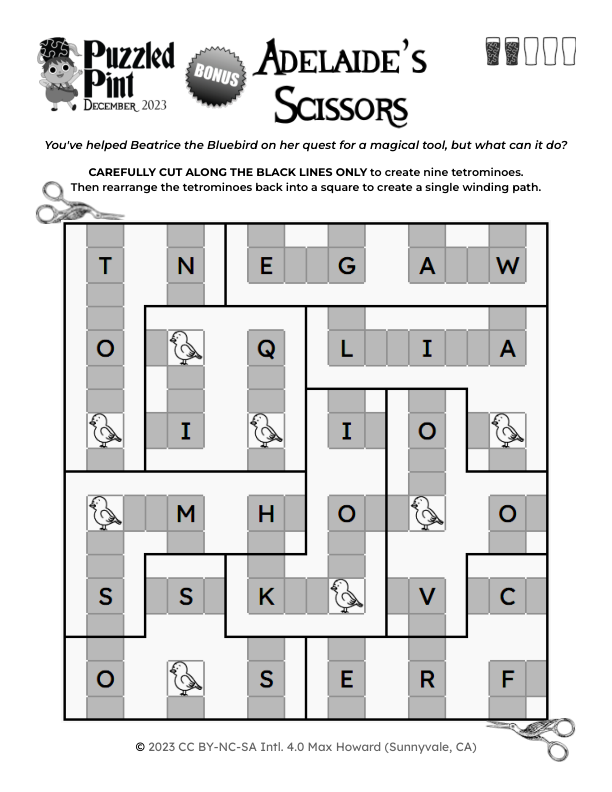 Puzzled
Pint
December 2023
BONUS
Adelaide's
Scissors
You've helped Beatrice the Bluebird on her quest for a magical tool, but what can it do?
CAREFULLY CUT ALONG THE BLACK LINES ONLY to create nine tetrominoes.
Then rearrange the tetrominoes back into a square to create a single winding path.
T N E G A W
O Q L I A
I I O
M H O O
S S K V C
O S E R F
© 2023 CC BY-NC-SA Intl. 4.0 Max Howard (Sunnyvale, CA)